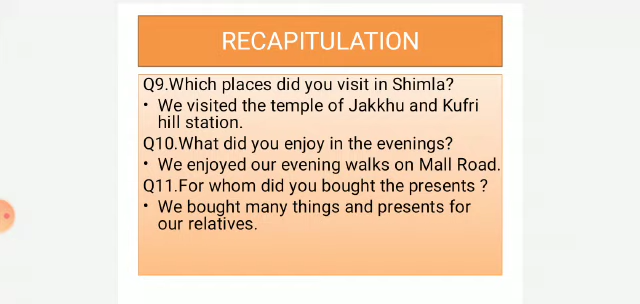 RECAPITULATION
Q9.Which places did you visit in Shimla?
• We visited the temple of Jakkhu and Kufri
hill station.
Q10.What did you enjoy in the evenings?
• We enjoyed our evening walks on Mall Road.
Q11.For whom did you bought the presents ?
• We bought many things and presents for
our relatives.